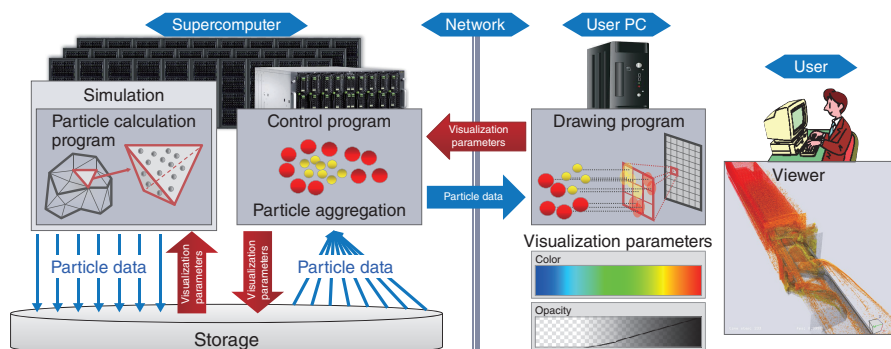 Supercomputer
Network
User PC
User
Simulation
Particle calculation
program
Control program
Particle aggregation
Visualization
parameters
Particle data
Drawing program
Viewer
Particle data
Visualization
parameters
Visualization
parameters
Particle data
Storage
Visualization parameters
Color
Opacity